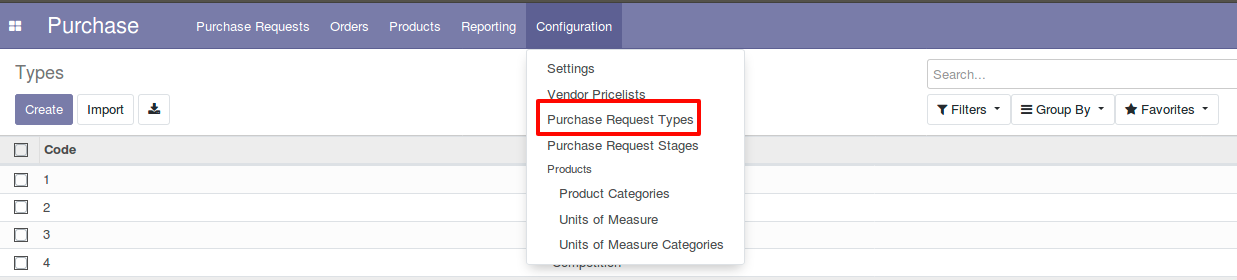 Purchase Purchase Requests Orders Products Reporting Configuration
Types
Search...
Create Import
Filters Group By Favorites
Settings
Vendor Pricelists
Purchase Request Types
Purchase Request Stages
Products
Product Categories
Units of Measure
Units of Measure Categories
Code
1
2
3
4 Competition